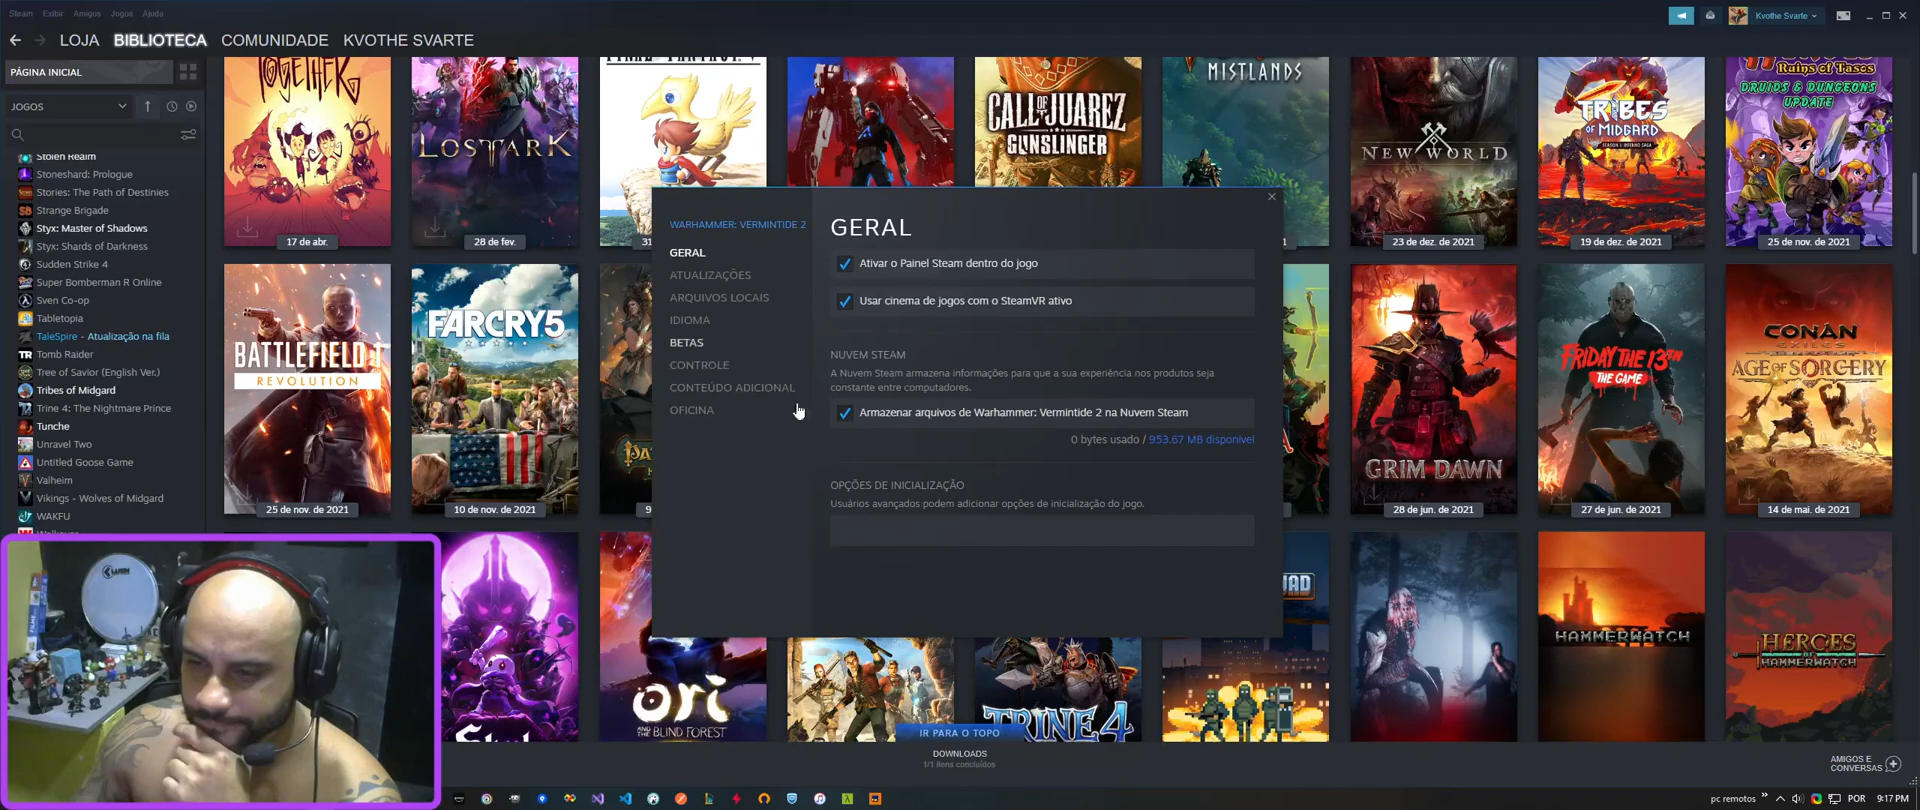 Steam Exibir Amigos Jogos Ajuda
Kvothe Svarte
LOJA BIBLIOTECA COMUNIDADE KVOTHE SVARTE
PÁGINA INICIAL
JOGOS
Stolen Realm
Stoneshard: Prologue
Stories: The Path of Destinies
Strange Brigade
Styx: Master of Shadows
Styx: Shards of Darkness
Sudden Strike 4
Super Bomberman R Online
Sven Co-op
Tabletopia
TaleSpire - Atualização na fila
Tomb Raider
Tree of Savior (English Ver.)
Tribes of Midgard
Trine 4: The Nightmare Prince
Tunche
Unravel Two
Untitled Goose Game
Valheim
Vikings - Wolves of Midgard
WAKFU
TOGETHER
17 de abr.
LOST ARK
28 de fev.
31
CALL OF JUAREZ
GUNSLINGER
MISTLANDS
1
NEW WORLD
23 de dez. de 2021
TRIBES
OF MIDGARD
SEASON 1: INFERNO SAGA
19 de dez. de 2021
Ruins of Tasos
DRUIDS & DUNGEONS
UPDATE
25 de nov. de 2021
BATTLEFIELD 1
REVOLUTION
25 de nov. de 2021
FARCRY5
10 de nov. de 2021
9
GRIM DAWN
28 de jun. de 2021
FRIDAY THE 13TH
THE GAME
27 de jun. de 2021
CONAN
EXILES
AGE OF SORCERY
14 de mai. de 2021
WARHAMMER: VERMINTIDE 2
GERAL
ATUALIZAÇÕES
ARQUIVOS LOCAIS
IDIOMA
BETAS
CONTROLE
CONTEÚDO ADICIONAL
OFICINA
GERAL
Ativar o Painel Steam dentro do jogo
Usar cinema de jogos com o SteamVR ativo
NUVEM STEAM
A Nuvem Steam armazena informações para que a sua experiência nos produtos seja
constante entre computadores.
Armazenar arquivos de Warhammer: Vermintide 2 na Nuvem Steam
0 bytes usado / 953.67 MB disponível
OPÇÕES DE INICIALIZAÇÃO
Usuários avançados podem adicionar opções de inicialização do jogo.
ori
AND THE BLIND FOREST
TRINE 4
HAMMERWATCH
HEROES
OF HAMMERWATCH
IR PARA O TOPO
DOWNLOADS
1/1 itens concluídos
AMIGOS E
CONVERSAS
pc remotos
POR
9:17 PM